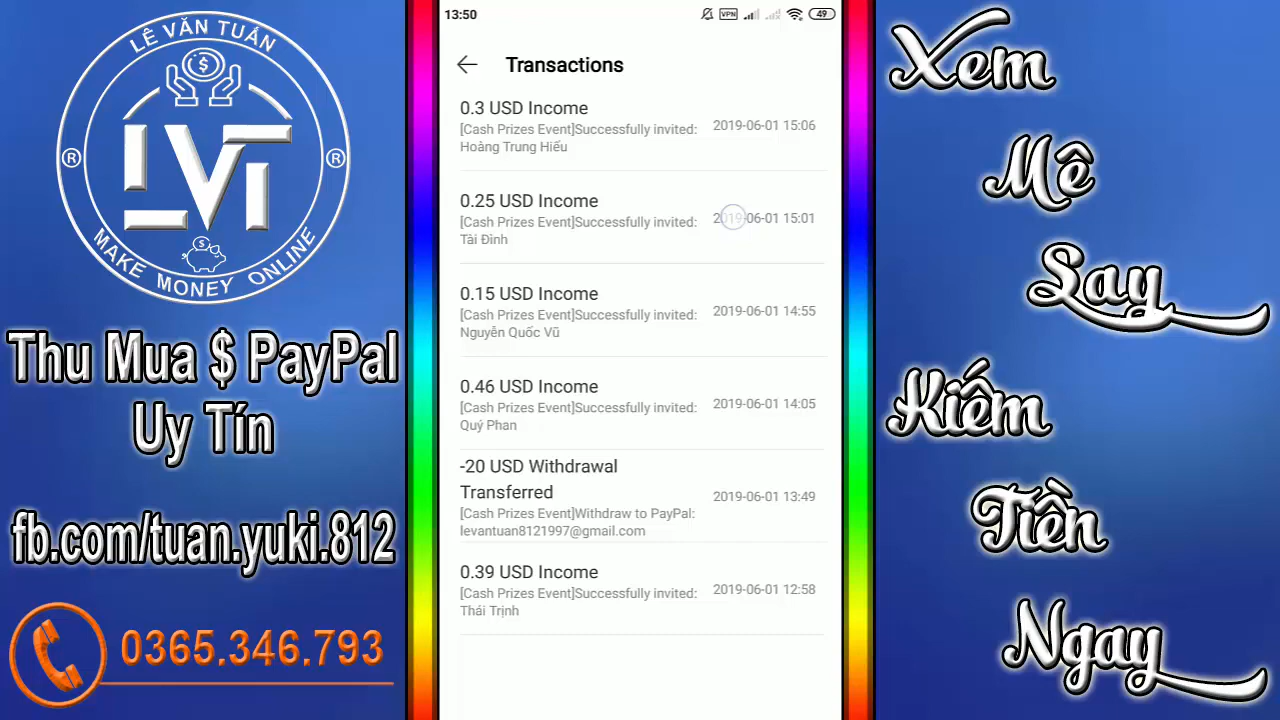 LÊ VĂN TUẤN
LVT
®
®
MAKE MONEY ONLINE
Thu Mua $ PayPal
Uy Tín
fb.com/tuan.yuki.812
0365.346.793
13:50
VPN
49
Transactions
0.3 USD Income
[Cash Prizes Event]Successfully invited:
Hoàng Trung Hiếu
2019-06-01 15:06
0.25 USD Income
[Cash Prizes Event]Successfully invited:
Tài Đình
2019-06-01 15:01
0.15 USD Income
[Cash Prizes Event]Successfully invited:
Nguyễn Quốc Vũ
2019-06-01 14:55
0.46 USD Income
[Cash Prizes Event]Successfully invited:
Quý Phan
2019-06-01 14:05
-20 USD Withdrawal
Transferred
[Cash Prizes Event]Withdraw to PayPal:
levantuan8121997@gmail.com
2019-06-01 13:49
0.39 USD Income
[Cash Prizes Event]Successfully invited:
Thái Trịnh
2019-06-01 12:58
Xem
Mê
Say
Kiếm
Tiền
Ngay